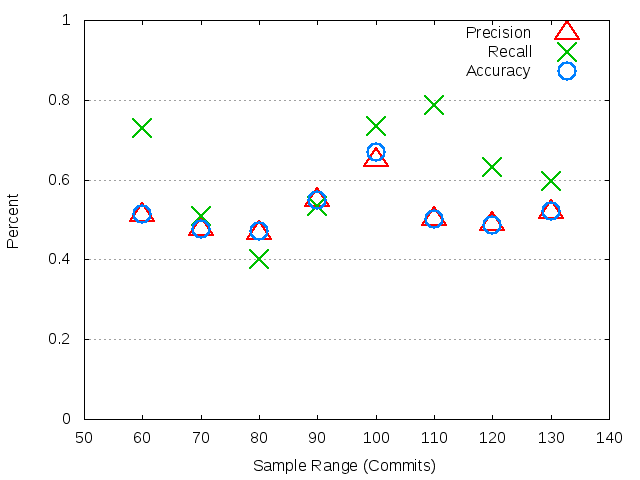 Precision
Recall
Accuracy
1
0.8
0.6
0.4
0.2
0
Percent
50 60 70 80 90 100 110 120 130 140
Sample Range (Commits)